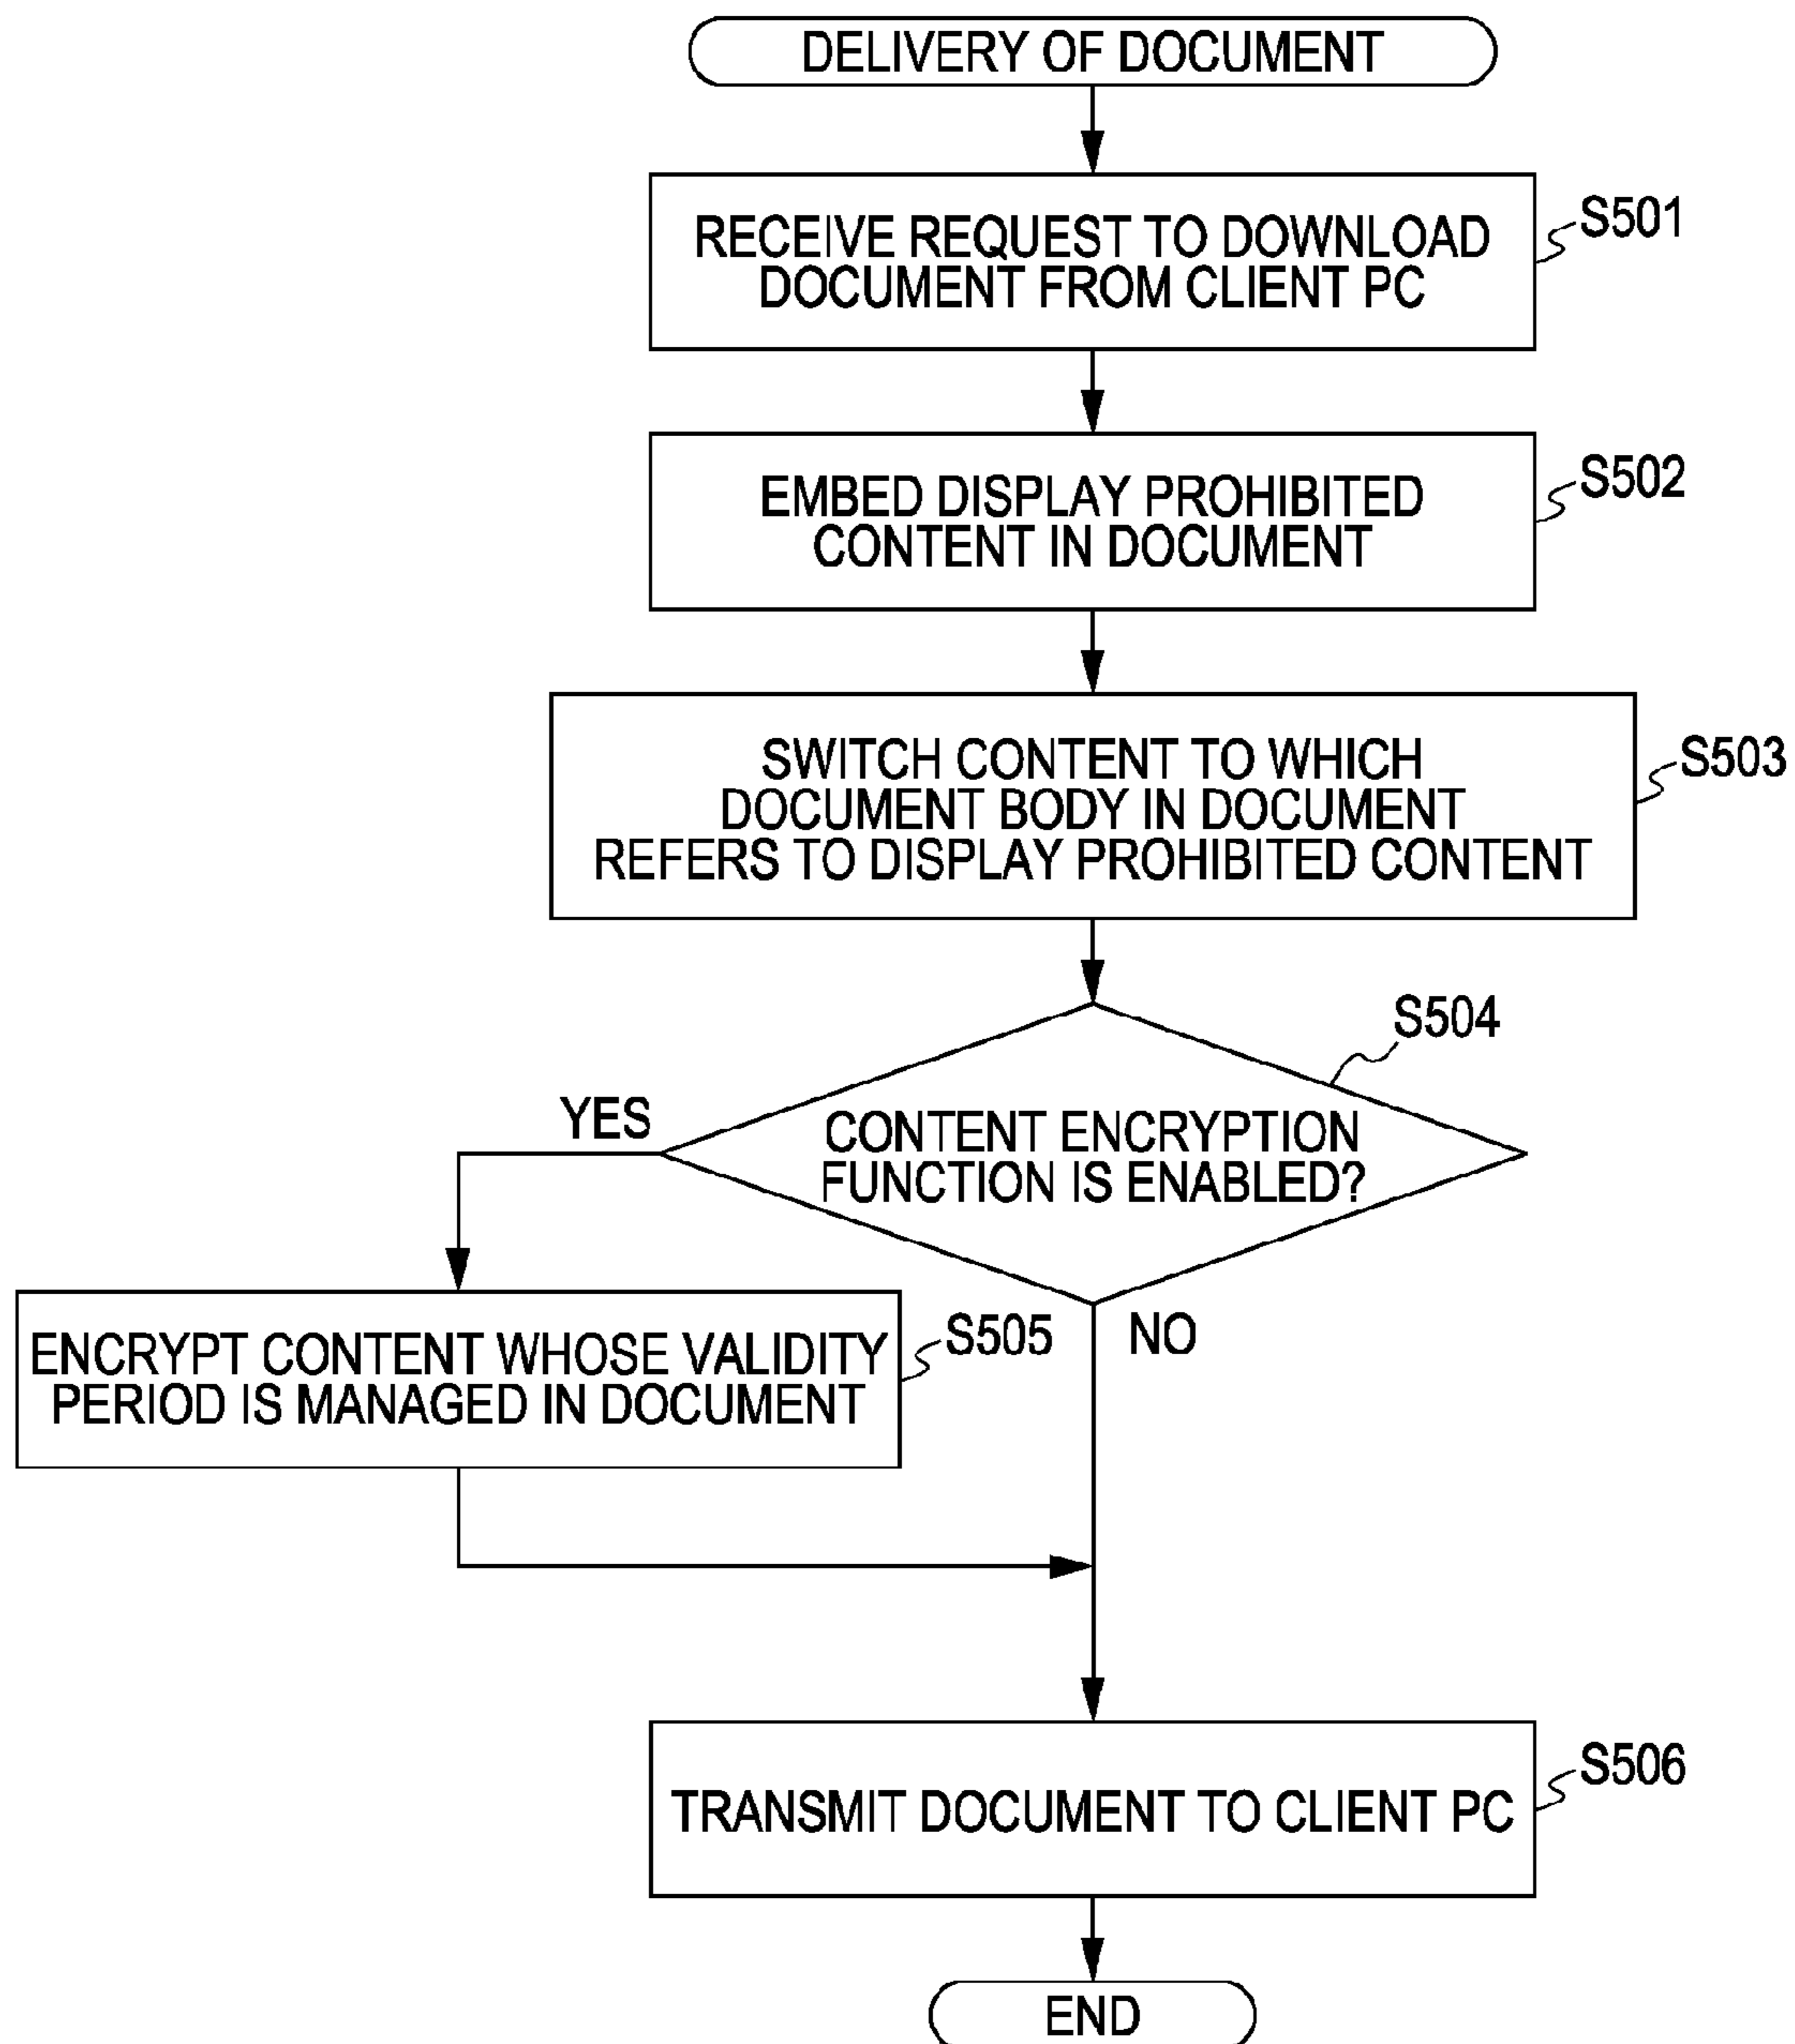 DELIVERY OF DOCUMENT
RECEIVE REQUEST TO DOWNLOAD
DOCUMENT FROM CLIENT PC
S501
EMBED DISPLAY PROHIBITED
CONTENT IN DOCUMENT
S502
SWITCH CONTENT TO WHICH
DOCUMENT BODY IN DOCUMENT
REFERS TO DISPLAY PROHIBITED CONTENT
S503
S504
CONTENT ENCRYPTION
FUNCTION IS ENABLED?
YES
NO
ENCRYPT CONTENT WHOSE VALIDITY
PERIOD IS MANAGED IN DOCUMENT
S505
TRANSMIT DOCUMENT TO CLIENT PC
S506
END